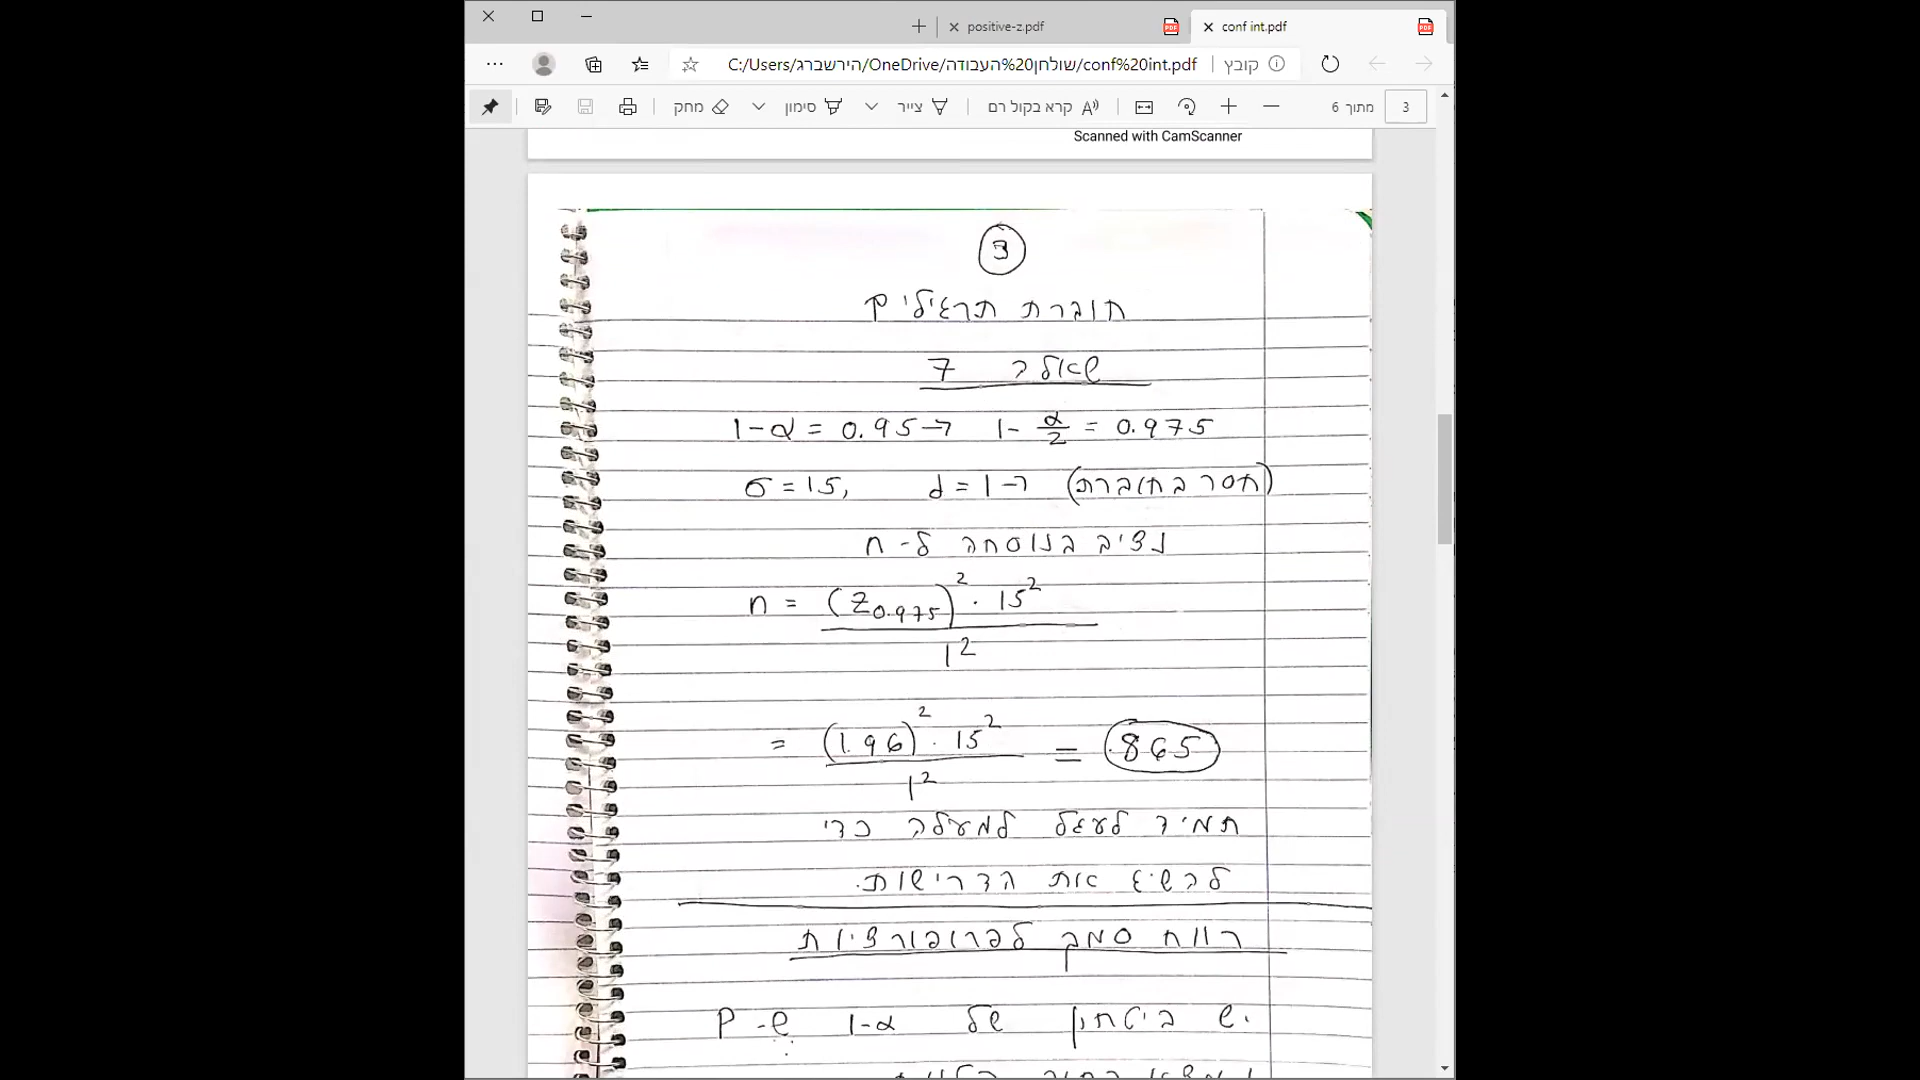 positive-z.pdf
conf int.pdf
C:/Users/הירשברג/OneDrive/שולחן%20העבודה/conf%20int.pdf
קובץ
מחק
סימון
צייר
קרא בקול רם
מתוך 6
3
Scanned with CamScanner
3
חוברת תרגילים
שאלה 7
1-α = 0.95 → 1- α/2 = 0.975
σ = 15, d = 1 ⁻ר (חסר בחוברת)
נציב בנוסחה ל-n
n = (Z0.975)² · 15²
1²
= (1.96)² · 15² = 865
1²
תמיד לעגל למעלה כדי
להשיג את הדרישות.
רווח סמך לפרופורציות
יש ביטחון של 1-α ש-P